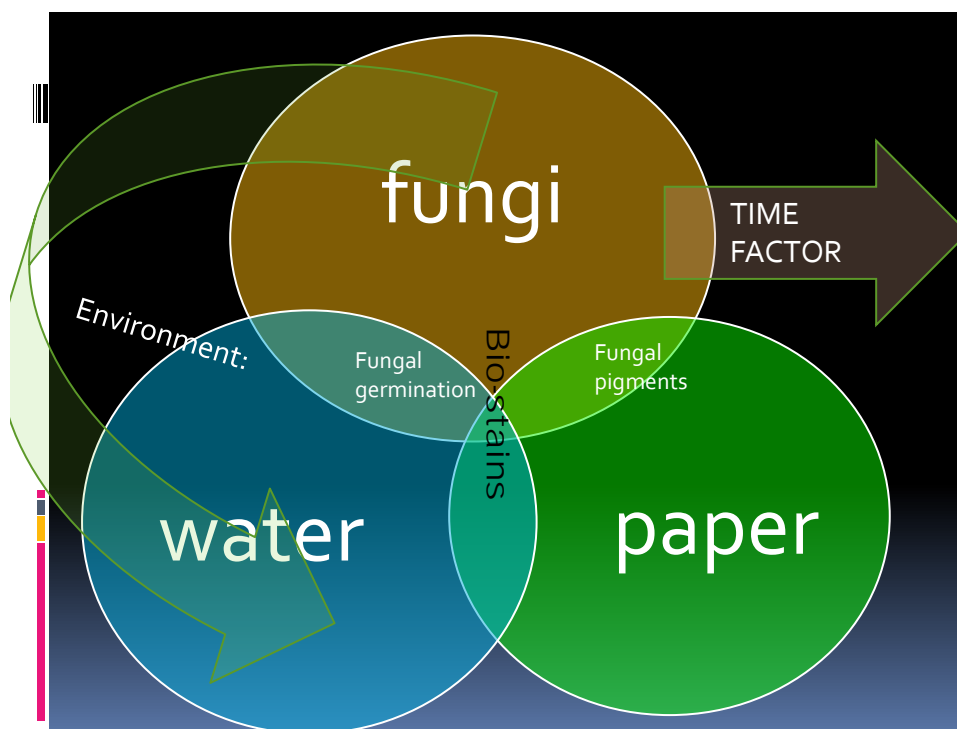 fungi
TIME
FACTOR
Environment:
Fungal
germination
Bio-stains
Fungal
pigments
water
paper